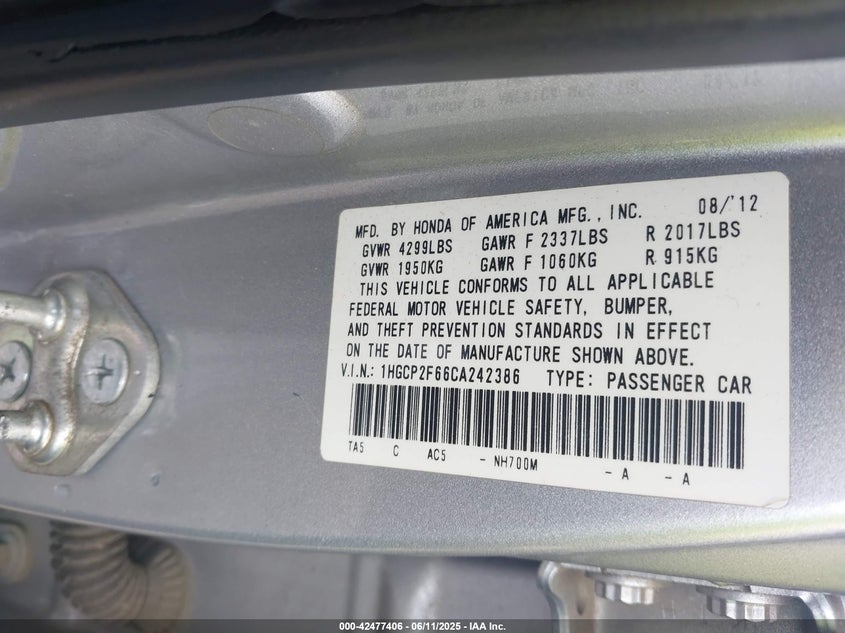 MFD. BY HONDA OF AMERICA MFG., INC. 08/'12
GVWR 4299LBS GAWR F 2337LBS R 2017LBS
GVWR 1950KG GAWR F 1060KG R 915KG
THIS VEHICLE CONFORMS TO ALL APPLICABLE
FEDERAL MOTOR VEHICLE SAFETY, BUMPER,
AND THEFT PREVENTION STANDARDS IN EFFECT
ON THE DATE OF MANUFACTURE SHOWN ABOVE.
V.I.N.: 1HGCP2F66CA242386 TYPE: PASSENGER CAR
TA5 C AC5 - NH700M - A - A
000-42477406 - 06/11/2025 - IAA Inc.